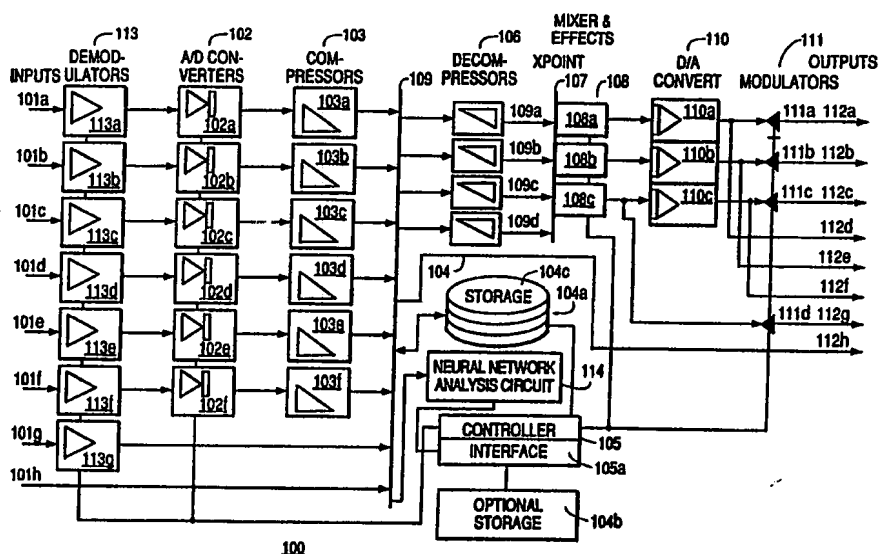 113
102
103
106
MIXER &
EFFECTS
110
111
INPUTS
DEMOD-
ULATORS
A/D CON-
VERTERS
COM-
PRESSORS
109
DECOM-
PRESSORS
XPOINT
107
108
D/A
CONVERT
MODULATORS
OUTPUTS
101a
113a
102a
103a
109a
108a
110a
111a 112a
101b
113b
102b
103b
109b
108b
110b
111b 112b
101c
113c
102c
103c
109c
108c
110c
111c 112c
109d
112d
101d
113d
102d
103d
104
104c
STORAGE
104a
112e
112f
101e
113e
102e
103e
111d 112g
112h
101f
113f
102f
103f
NEURAL NETWORK
ANALYSIS CIRCUIT
114
101g
113g
CONTROLLER
105
INTERFACE
105a
101h
OPTIONAL
STORAGE
104b
100